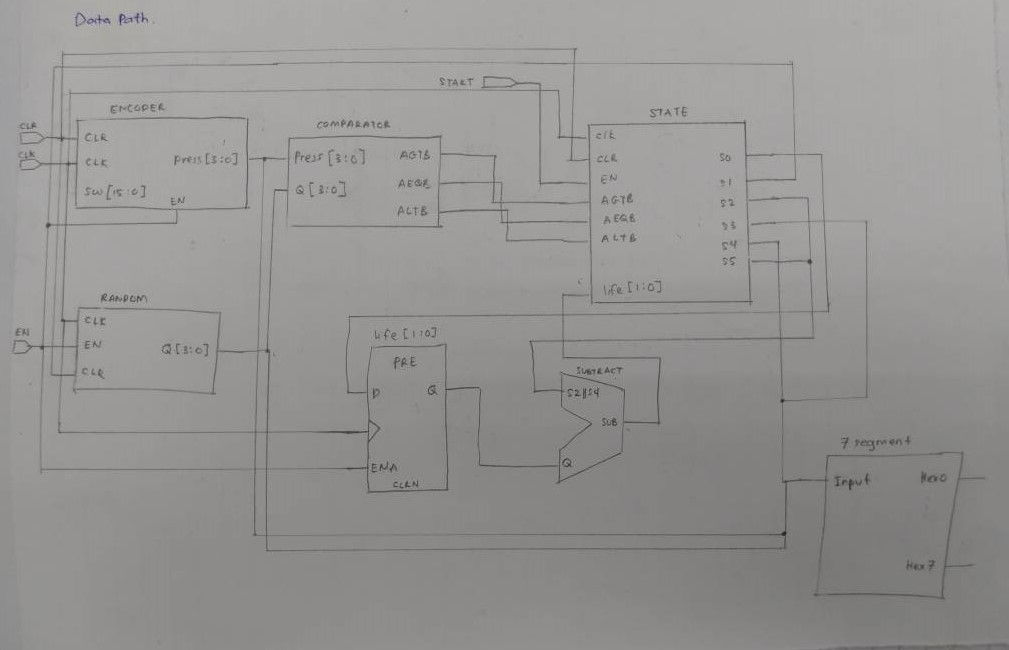 Data Path.
START
ENCODER
CLR
CLK
CLR
CLK
SW[15:0]
EN
Press[3:0]
COMPARATOR
Press[3:0]
Q[3:0]
AGTB
AEQB
ALTB
STATE
clk
CLR
EN
AGTB
AEQB
ALTB
life[1:0]
S0
S1
S2
S3
S4
S5
RANDOM
EN
CLK
EN
CLR
Q[3:0]
life[1:0]
PRE
D
Q
ENA
CLRN
SUBTRACT
S2||S4
SUB
Q
7 segment
Input
Hex0
Hex7